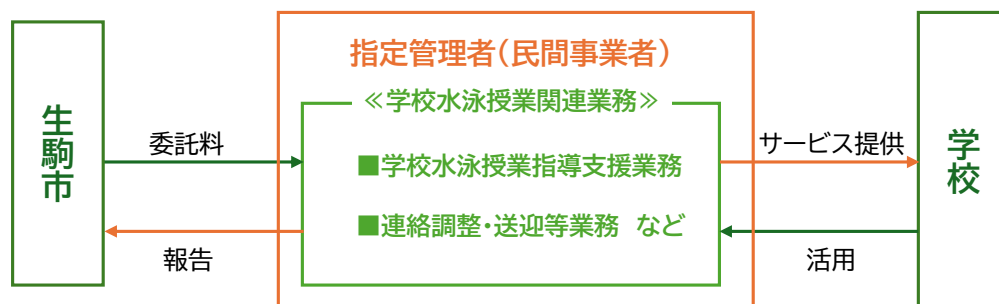 生駒市
委託料
報告
指定管理者(民間事業者)
≪学校水泳授業関連業務≫
■学校水泳授業指導支援業務
■連絡調整・送迎等業務 など
サービス提供
活用
学校